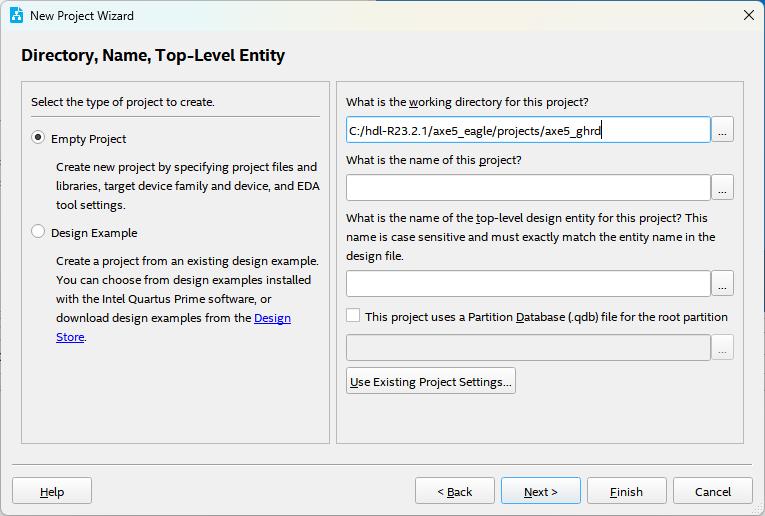 New Project Wizard
Directory, Name, Top-Level Entity
Select the type of project to create.
Empty Project
Create new project by specifying project files and
libraries, target device family and device, and EDA
tool settings.
Design Example
Create a project from an existing design example.
You can choose from design examples installed
with the Intel Quartus Prime software, or
download design examples from the Design
Store.
What is the working directory for this project?
C:/hdl-R23.2.1/axe5_eagle/projects/axe5_ghrd
...
What is the name of this project?
...
What is the name of the top-level design entity for this project? This
name is case sensitive and must exactly match the entity name in the
design file.
...
This project uses a Partition Database (.qdb) file for the root partition
...
Use Existing Project Settings...
Help
< Back
Next >
Finish
Cancel